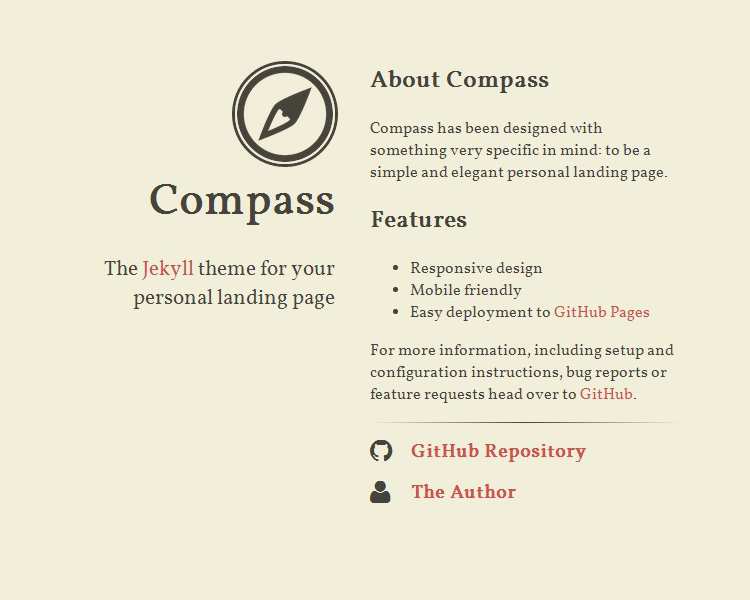 Compass
The Jekyll theme for your
personal landing page
About Compass
Compass has been designed with
something very specific in mind: to be a
simple and elegant personal landing page.
Features
Responsive design
Mobile friendly
Easy deployment to GitHub Pages
For more information, including setup and
configuration instructions, bug reports or
feature requests head over to GitHub.
GitHub Repository
The Author